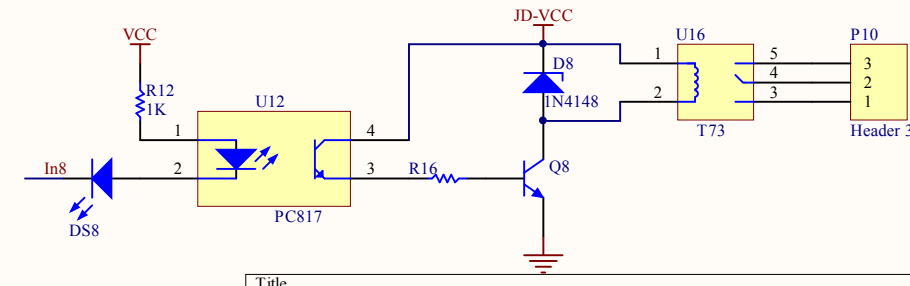 JD-VCC
VCC
U16
P10
1
5
3
D8
R12
4
2
U12
1K
1N4148
2
3
1
1
4
T73
Header 3
In8
2
3
R16
Q8
PC817
DS8
Title